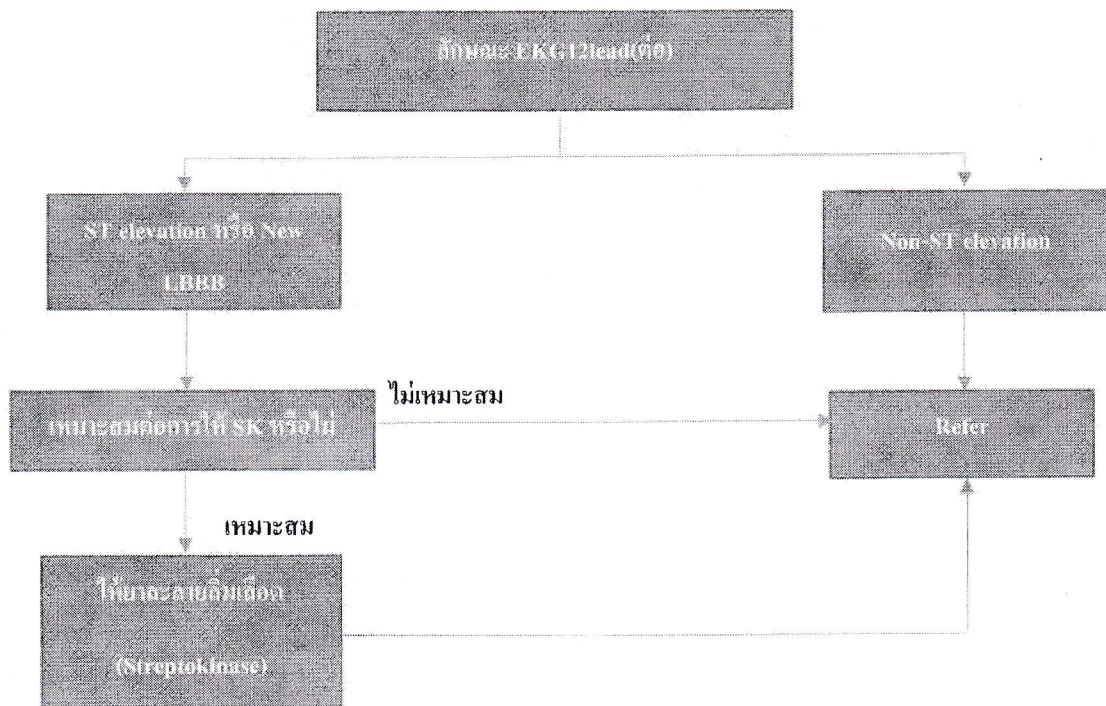 ลักษณะ EKG12lead(ต่อ)
ST elevation หรือ New
LBBB
Non-ST elevation
เหมาะสมต่อการให้ SK หรือไม่
ไม่เหมาะสม
Refer
เหมาะสม
ให้ยาละลายลิ่มเลือด
(Streptokinase)